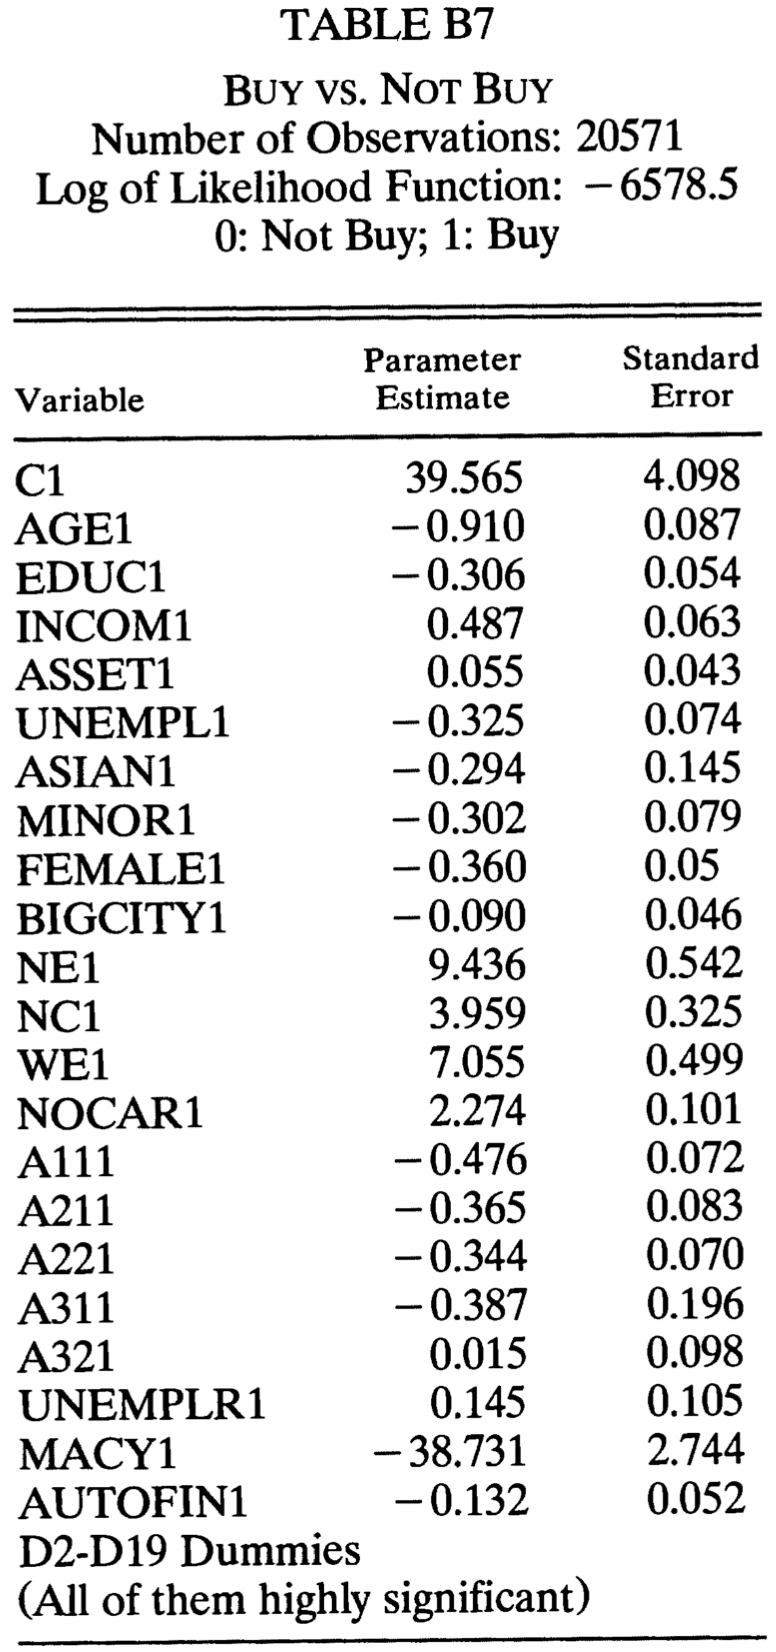 TABLE B7
BUY VS. NOT BUY
Number of Observations: 20571
Log of Likelihood Function: −6578.5
0: Not Buy; 1: Buy
Variable Parameter Estimate Standard Error
C1 39.565 4.098
AGE1 −0.910 0.087
EDUC1 −0.306 0.054
INCOM1 0.487 0.063
ASSET1 0.055 0.043
UNEMPL1 −0.325 0.074
ASIAN1 −0.294 0.145
MINOR1 −0.302 0.079
FEMALE1 −0.360 0.05
BIGCITY1 −0.090 0.046
NE1 9.436 0.542
NC1 3.959 0.325
WE1 7.055 0.499
NOCAR1 2.274 0.101
A111 −0.476 0.072
A211 −0.365 0.083
A221 −0.344 0.070
A311 −0.387 0.196
A321 0.015 0.098
UNEMPLR1 0.145 0.105
MACY1 −38.731 2.744
AUTOFIN1 −0.132 0.052
D2-D19 Dummies
(All of them highly significant)